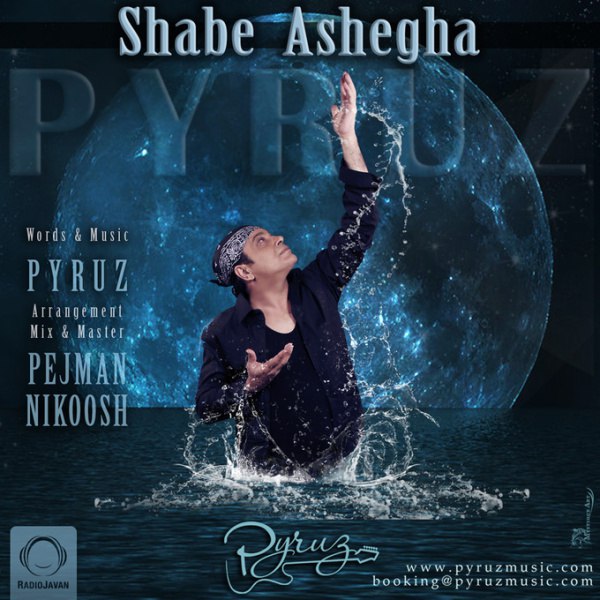 Shabe Ashegha
PYRUZ
Words & Music
PYRUZ
Arrangement
Mix & Master
PEJMAN
NIKOOSH
Pyruz
www.pyruzmusic.com
booking@pyruzmusic.com
RADIOJAVAN